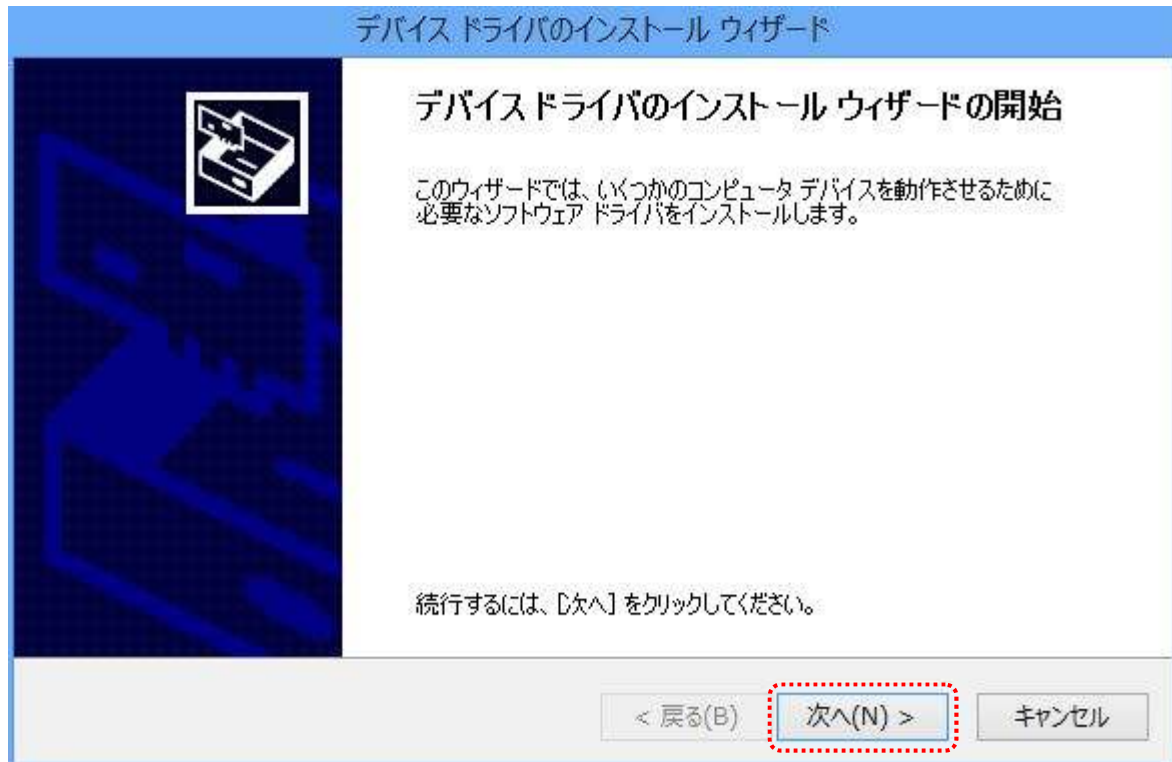 デバイス ドライバのインストール ウィザード
デバイス ドライバのインストール ウィザードの開始
このウィザードでは、いくつかのコンピュータ デバイスを動作させるために
必要なソフトウェア ドライバをインストールします。
続行するには、[次へ] をクリックしてください。
< 戻る(B) 次へ(N) > キャンセル